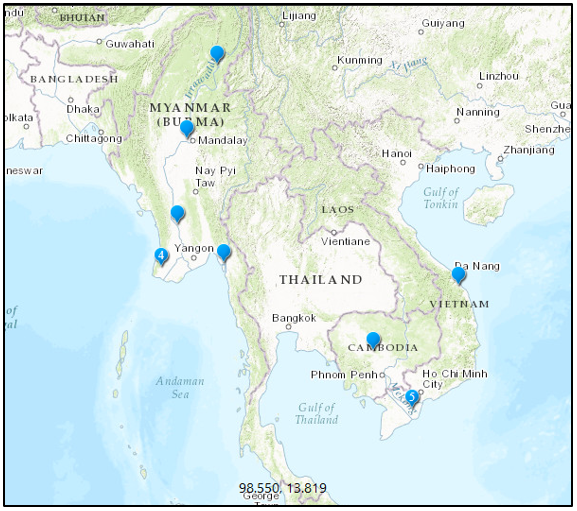 ndu
BHUTAN
Lijiang
Guiyang
Guwahati
Kunming
Xi Jiang
BANGLADESH
Irrawaddy
Linzhou
Dhaka
MYANMAR
(BURMA)
Nanning
Gua
olkata
Chittagong
Mandalay
Shenzhe
Hanoi
Zhanjiang
neswar
Nay Pyi
Taw
Haiphong
Gulf of
Tonkin
LAOS
Yangon
Vientiane
4
Da Nang
THAILAND
VIETNAM
of
gal
Bangkok
CAMBODIA
Phnom Penh
Ho Chi Minh
City
Andaman
Sea
Mekong
5
Gulf of
Thailand
98.550, 13.819
George
Town